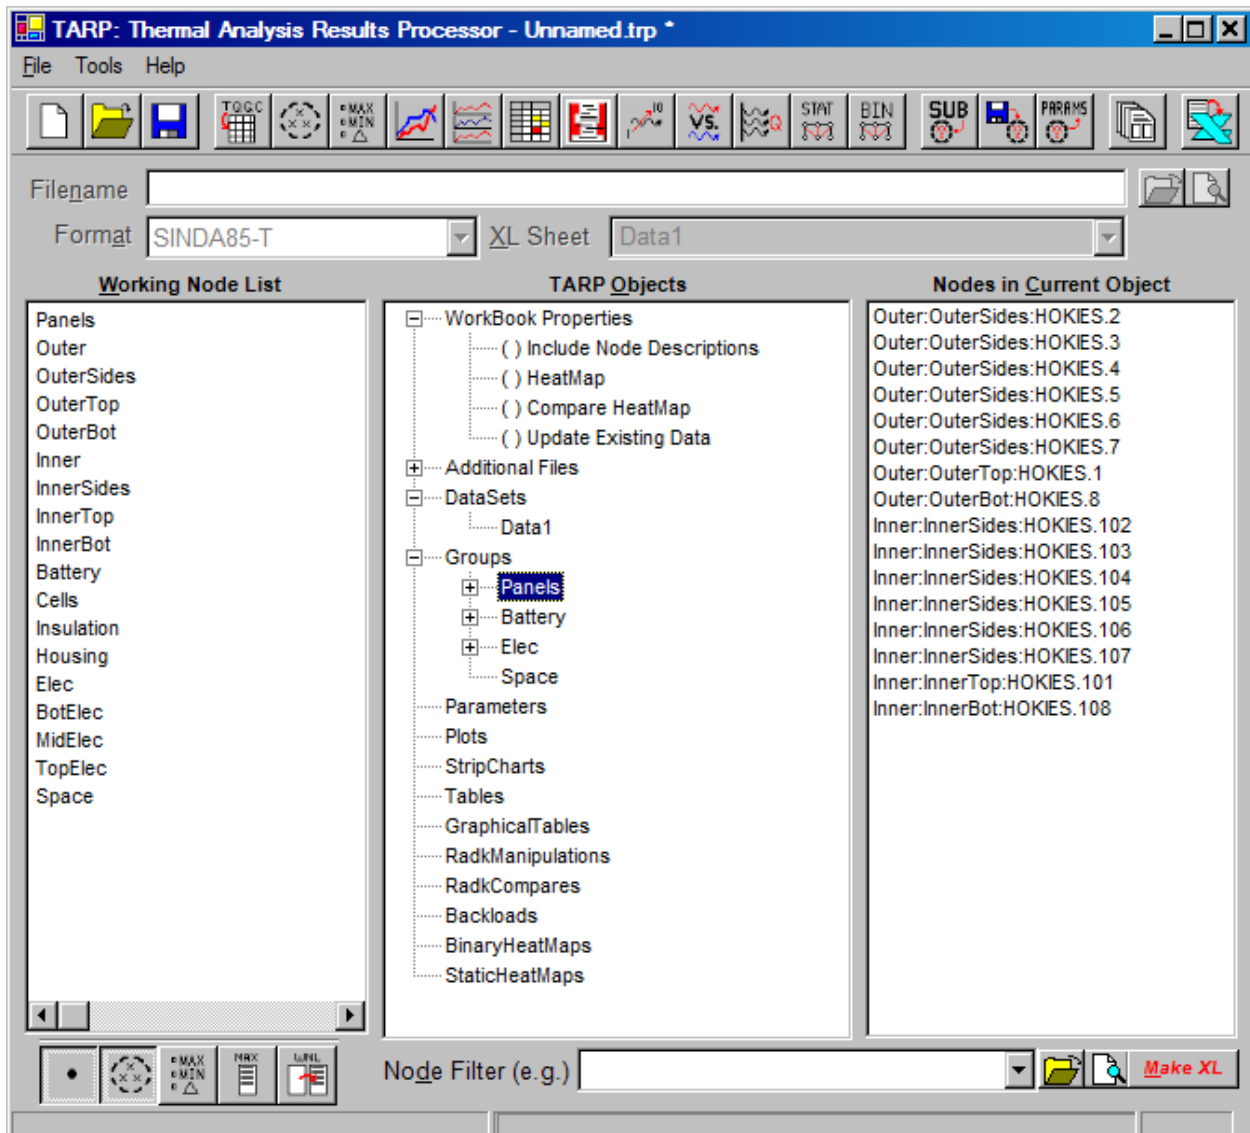 TARP: Thermal Analysis Results Processor - Unnamed.trp *
File Tools Help
TQGC
MAX
MIN
10
VS.
Q
STAT
BIN
SUB
PARAMS
Filename
Format SINDA85-T XL Sheet Data1
Working Node List
Panels
Outer
OuterSides
OuterTop
OuterBot
Inner
InnerSides
InnerTop
InnerBot
Battery
Cells
Insulation
Housing
Elec
BotElec
MidElec
TopElec
Space
TARP Objects
WorkBook Properties
( ) Include Node Descriptions
( ) HeatMap
( ) Compare HeatMap
( ) Update Existing Data
Additional Files
DataSets
Data1
Groups
Panels
Battery
Elec
Space
Parameters
Plots
StripCharts
Tables
GraphicalTables
RadkManipulations
RadkCompares
Backloads
BinaryHeatMaps
StaticHeatMaps
Nodes in Current Object
Outer:OuterSides:HOKIES.2
Outer:OuterSides:HOKIES.3
Outer:OuterSides:HOKIES.4
Outer:OuterSides:HOKIES.5
Outer:OuterSides:HOKIES.6
Outer:OuterSides:HOKIES.7
Outer:OuterTop:HOKIES.1
Outer:OuterBot:HOKIES.8
Inner:InnerSides:HOKIES.102
Inner:InnerSides:HOKIES.103
Inner:InnerSides:HOKIES.104
Inner:InnerSides:HOKIES.105
Inner:InnerSides:HOKIES.106
Inner:InnerSides:HOKIES.107
Inner:InnerTop:HOKIES.101
Inner:InnerBot:HOKIES.108
MAX
MIN
MAX
WNL
Node Filter (e.g.)
Make XL